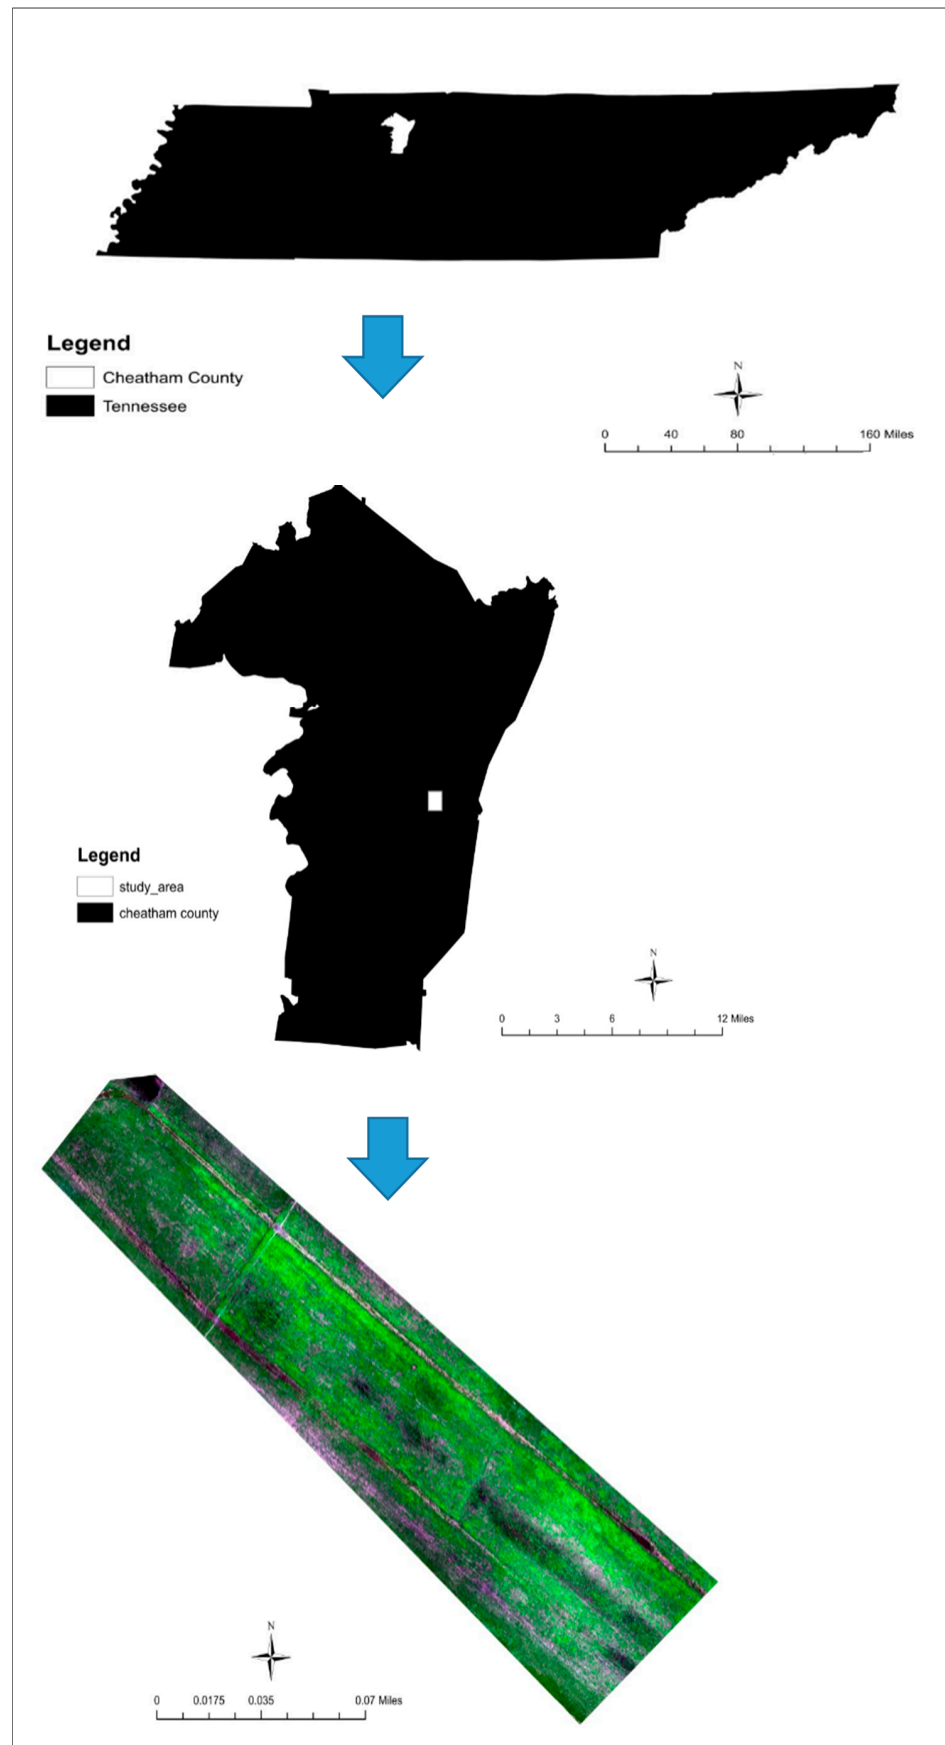 Legend
Cheatham County
Tennessee
N
0 40 80 160 Miles
Legend
study_area
cheatham county
N
0 3 6 12 Miles
N
0 0.0175 0.035 0.07 Miles